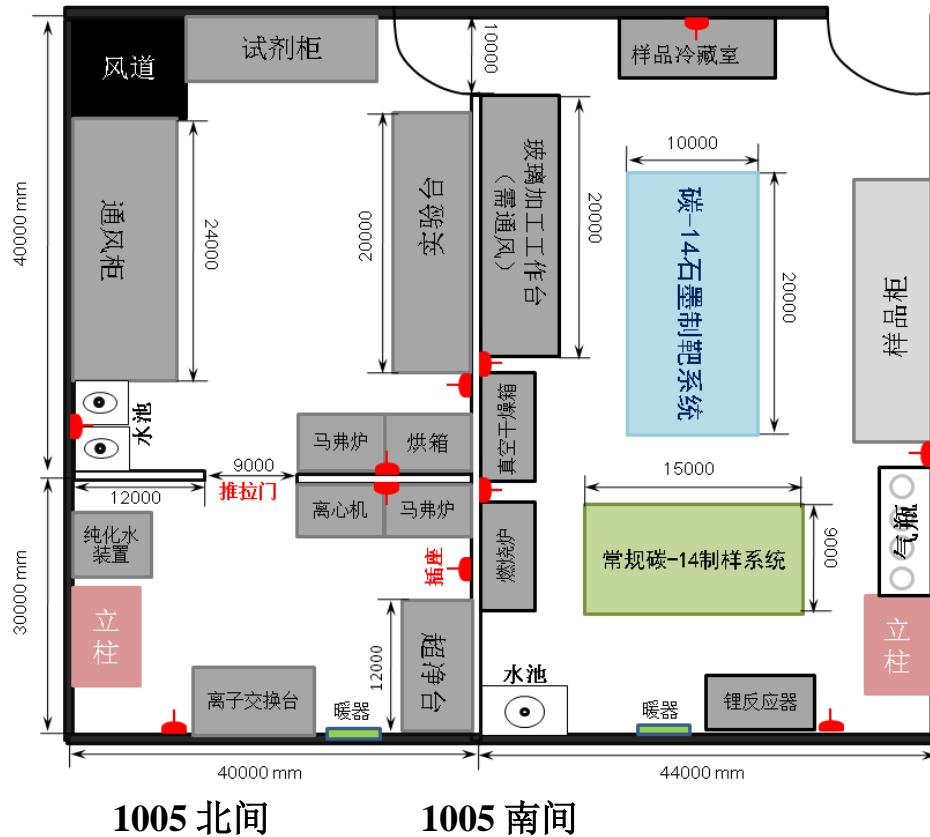 风道
试剂柜
10000
样品冷藏室
40000 mm
通风柜
24000
20000
实验台
玻璃加工工作台
（需通风）
20000
10000
碳-14石墨制靶系统
20000
样品柜
水池
马弗炉
烘箱
真空干燥箱
9000
12000
推拉门
15000
离心机
马弗炉
纯化水
装置
30000 mm
插座
燃烧炉
常规碳-14制样系统
9000
气瓶
立柱
12000
超净台
立柱
水池
离子交换台
暖器
暖器
锂反应器
40000 mm
44000 mm
1005 北间
1005 南间